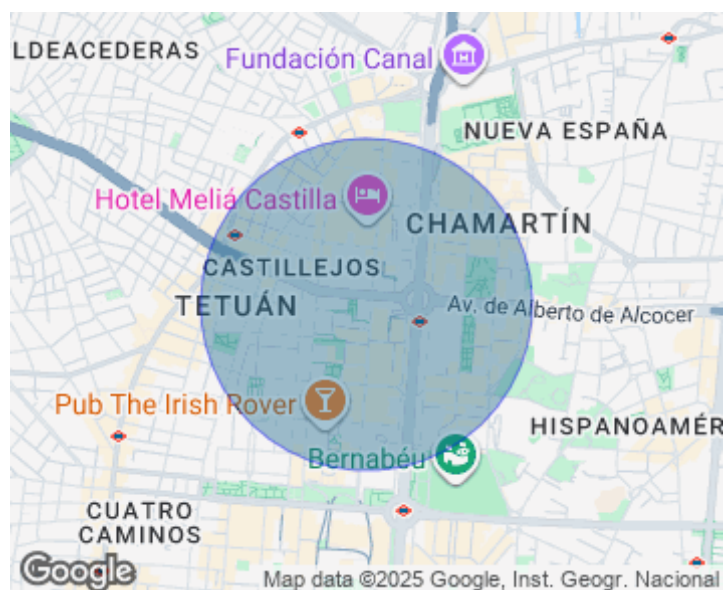 LDEACEDERAS
Fundación Canal
NUEVA ESPAÑA
Hotel Meliá Castilla
CHAMARTÍN
CASTILLEJOS
TETUÁN
Av. de Alberto de Alcocer
Pub The Irish Rover
HISPANOAMÉR
Bernabéu
CUATRO
CAMINOS
Google
Map data ©2025 Google, Inst. Geogr. Nacional